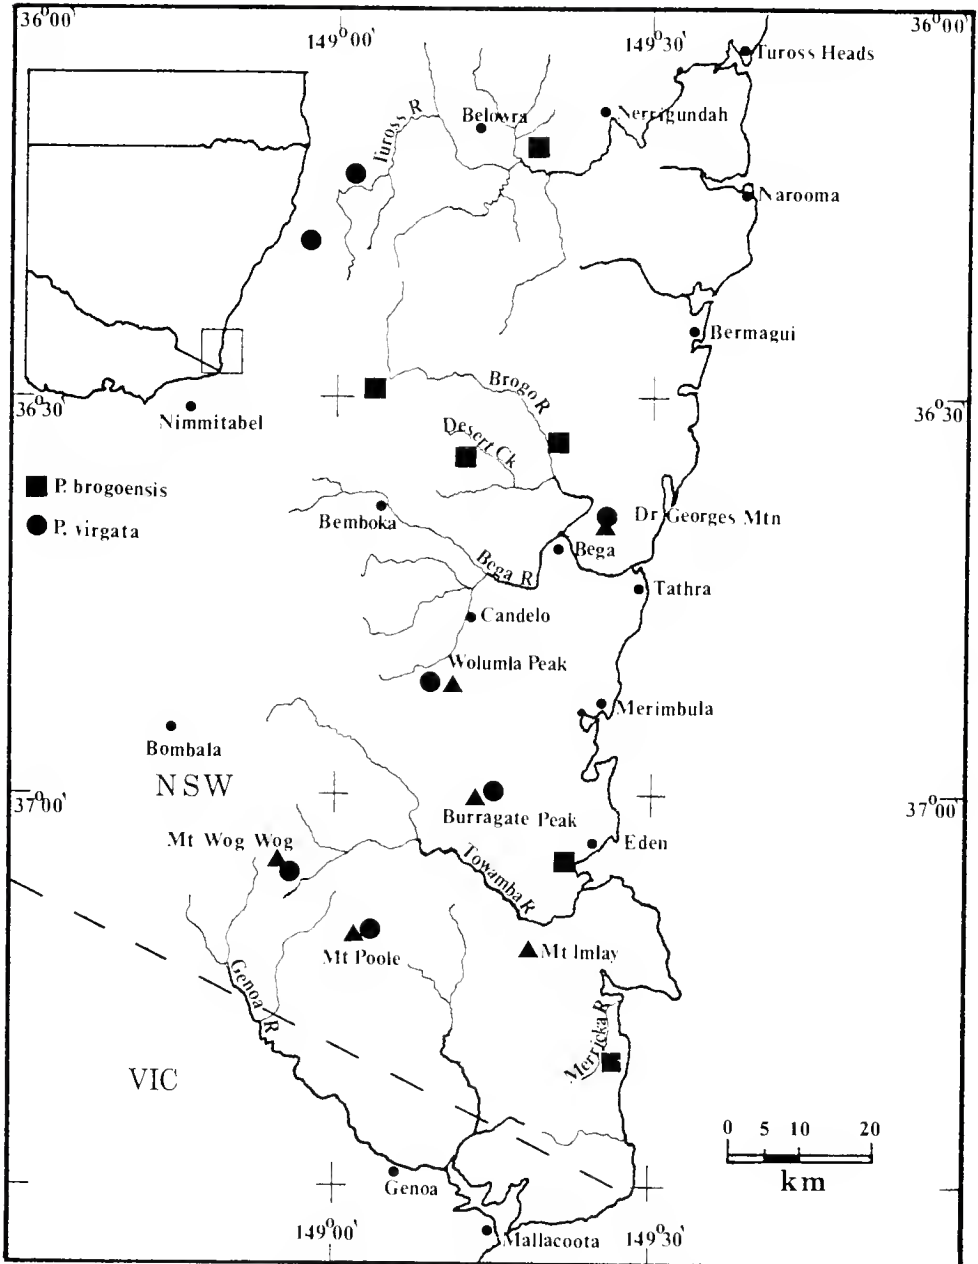 36°00'
149°00'
149°30'
36°00'
Tuross Heads
Tuross R
Belowra
Nerrigundah
Narooma
Bermagui
Brogo R
36°30'
36°30'
Nimmitabel
Desert Ck
P. brogoensis
P. virgata
Bemboka
Dr Georges Mtn
Bega
Bega R
Tathra
Candelo
Wolumla Peak
Merimbula
Bombala
NSW
37°00'
37°00'
Burragate Peak
Mt Wog Wog
Eden
Towamba R
Mt Imlay
Mt Poole
Genoa R
Merricka R
VIC
0 5 10 20
km
Genoa
Mallacoota
149°00'
149°30'